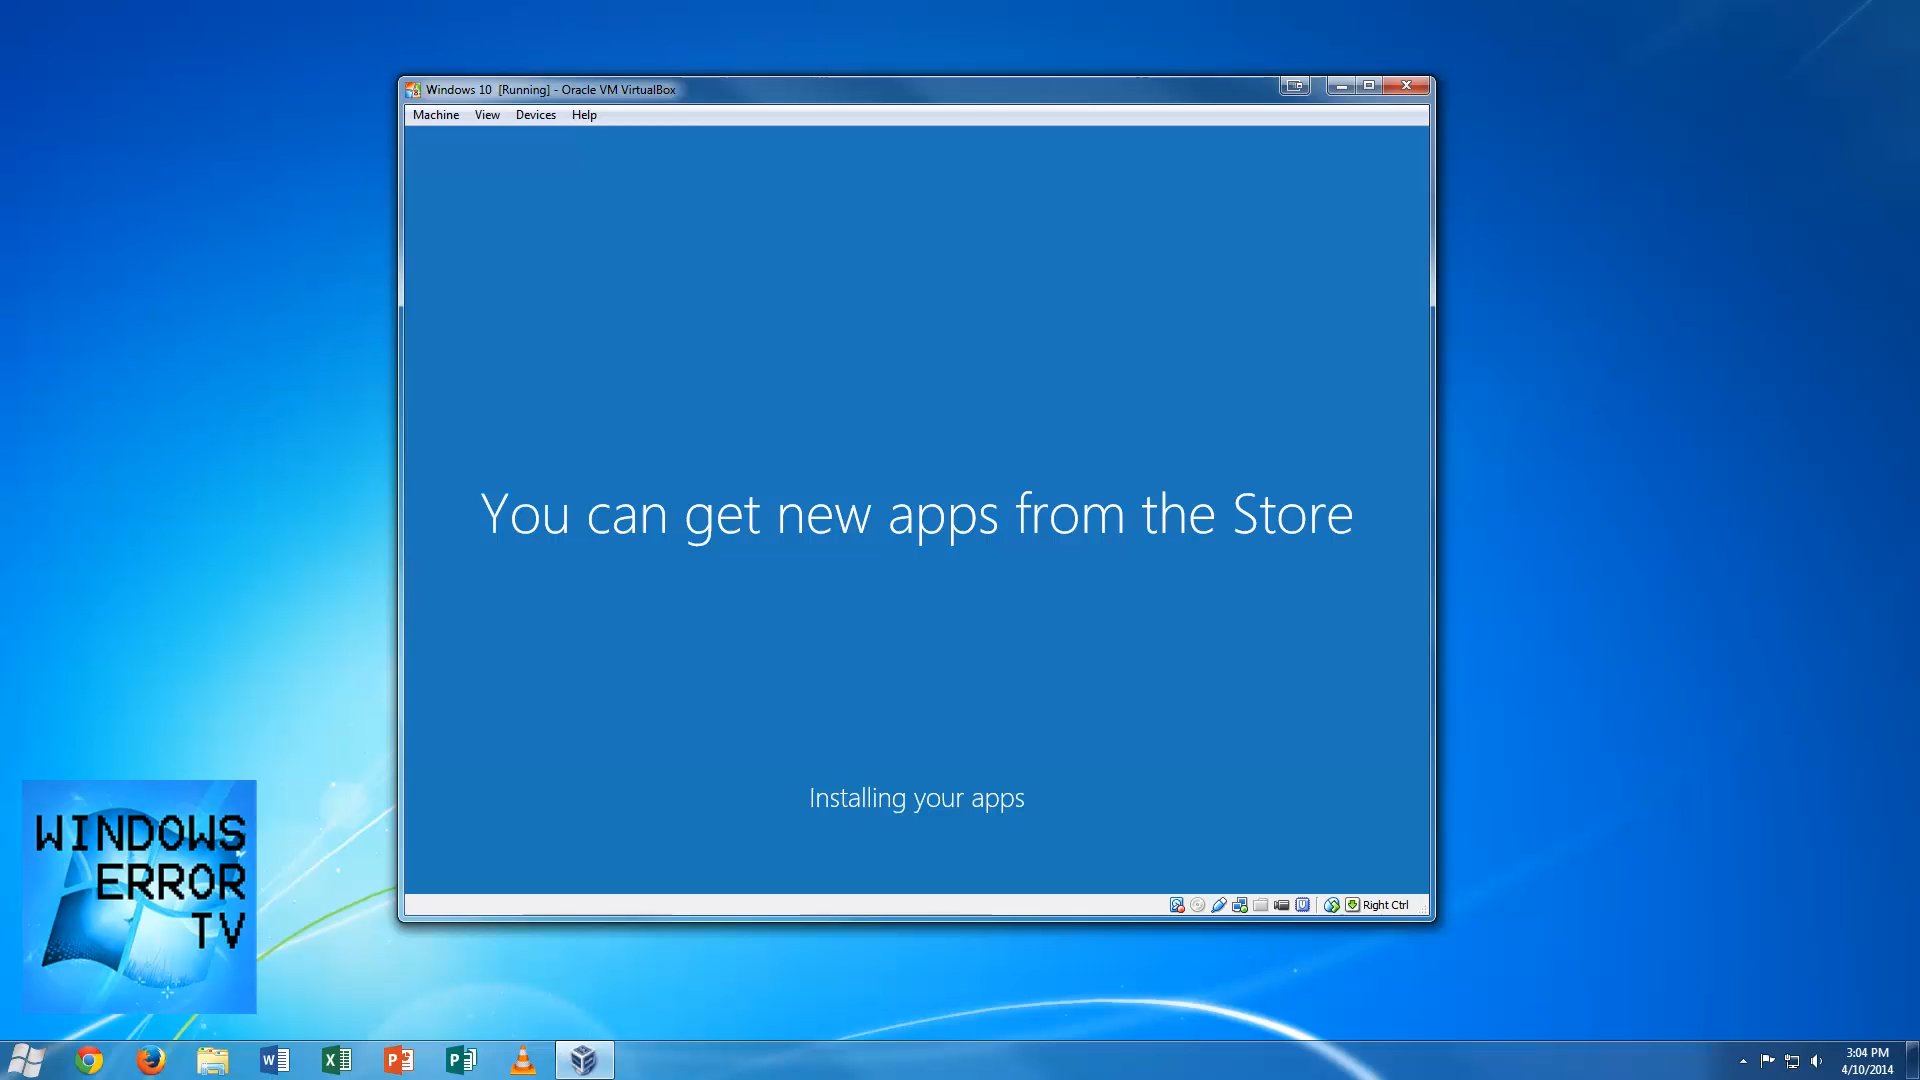 Windows 10 [Running] - Oracle VM VirtualBox
Machine View Devices Help
You can get new apps from the Store
Installing your apps
Right Ctrl
WINDOWS
ERROR
TV
3:04 PM
4/10/2014